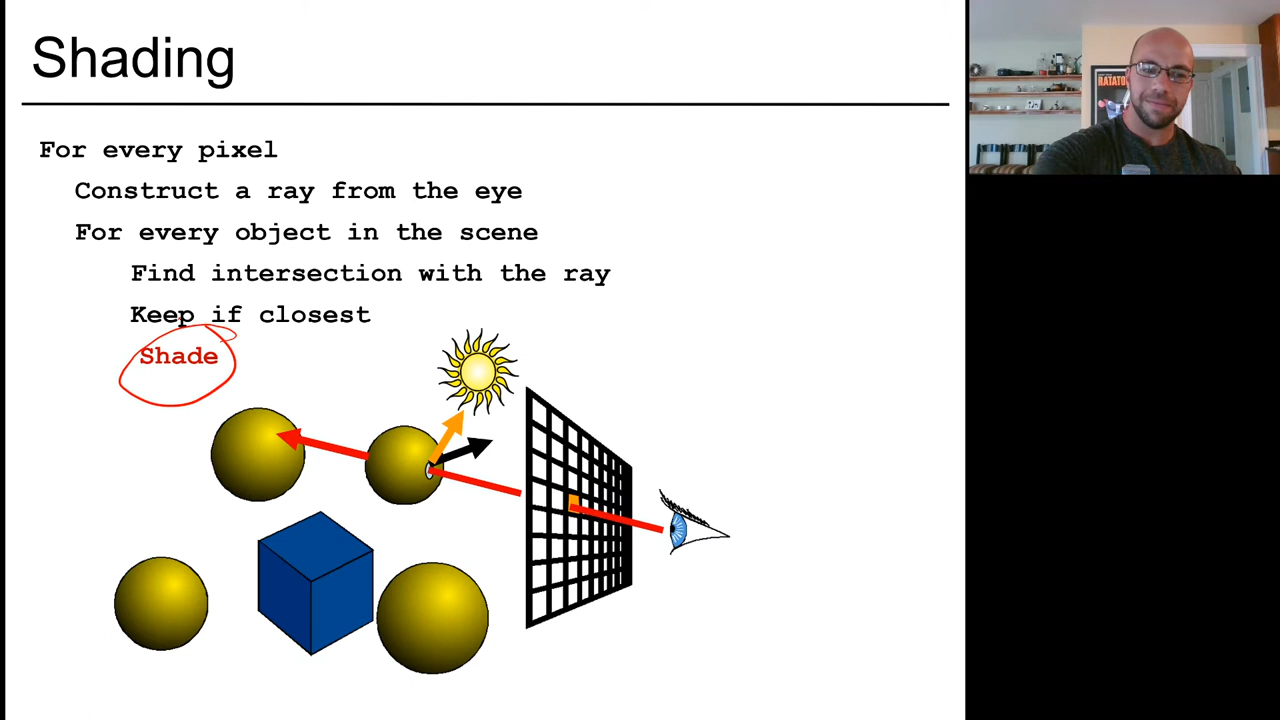 Shading
For every pixel
Construct a ray from the eye
For every object in the scene
Find intersection with the ray
Keep if closest
Shade